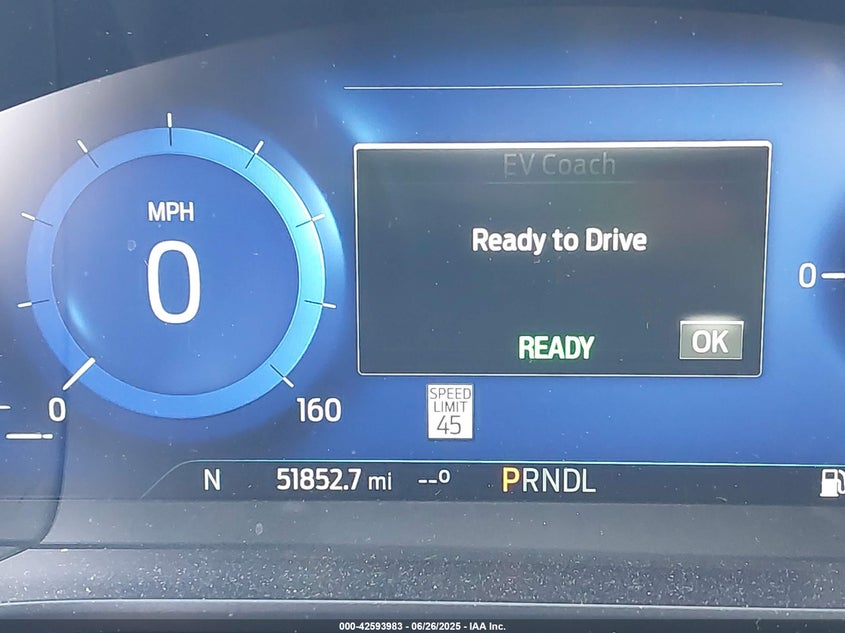 EV Coach
MPH
0
Ready to Drive
0
READY
OK
0
160
SPEED
LIMIT
45
N
51852.7 mi
--°
PRNDL
000-42593983 - 06/26/2025 - IAA Inc.